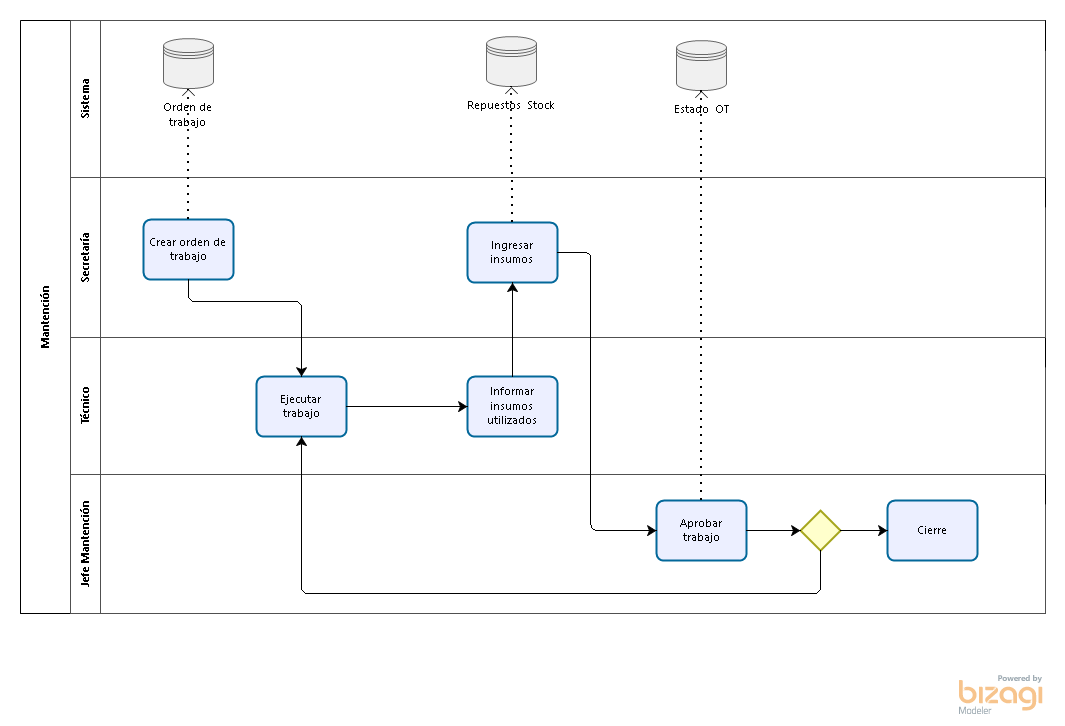 Mantención
Sistema
Orden de
trabajo
Repuestos Stock
Estado OT
Secretaría
Crear orden de
trabajo
Ingresar
insumos
Técnico
Ejecutar
trabajo
Informar
insumos
utilizados
Jefe Mantención
Aprobar
trabajo
Cierre
Powered by
bizagi
Modeler